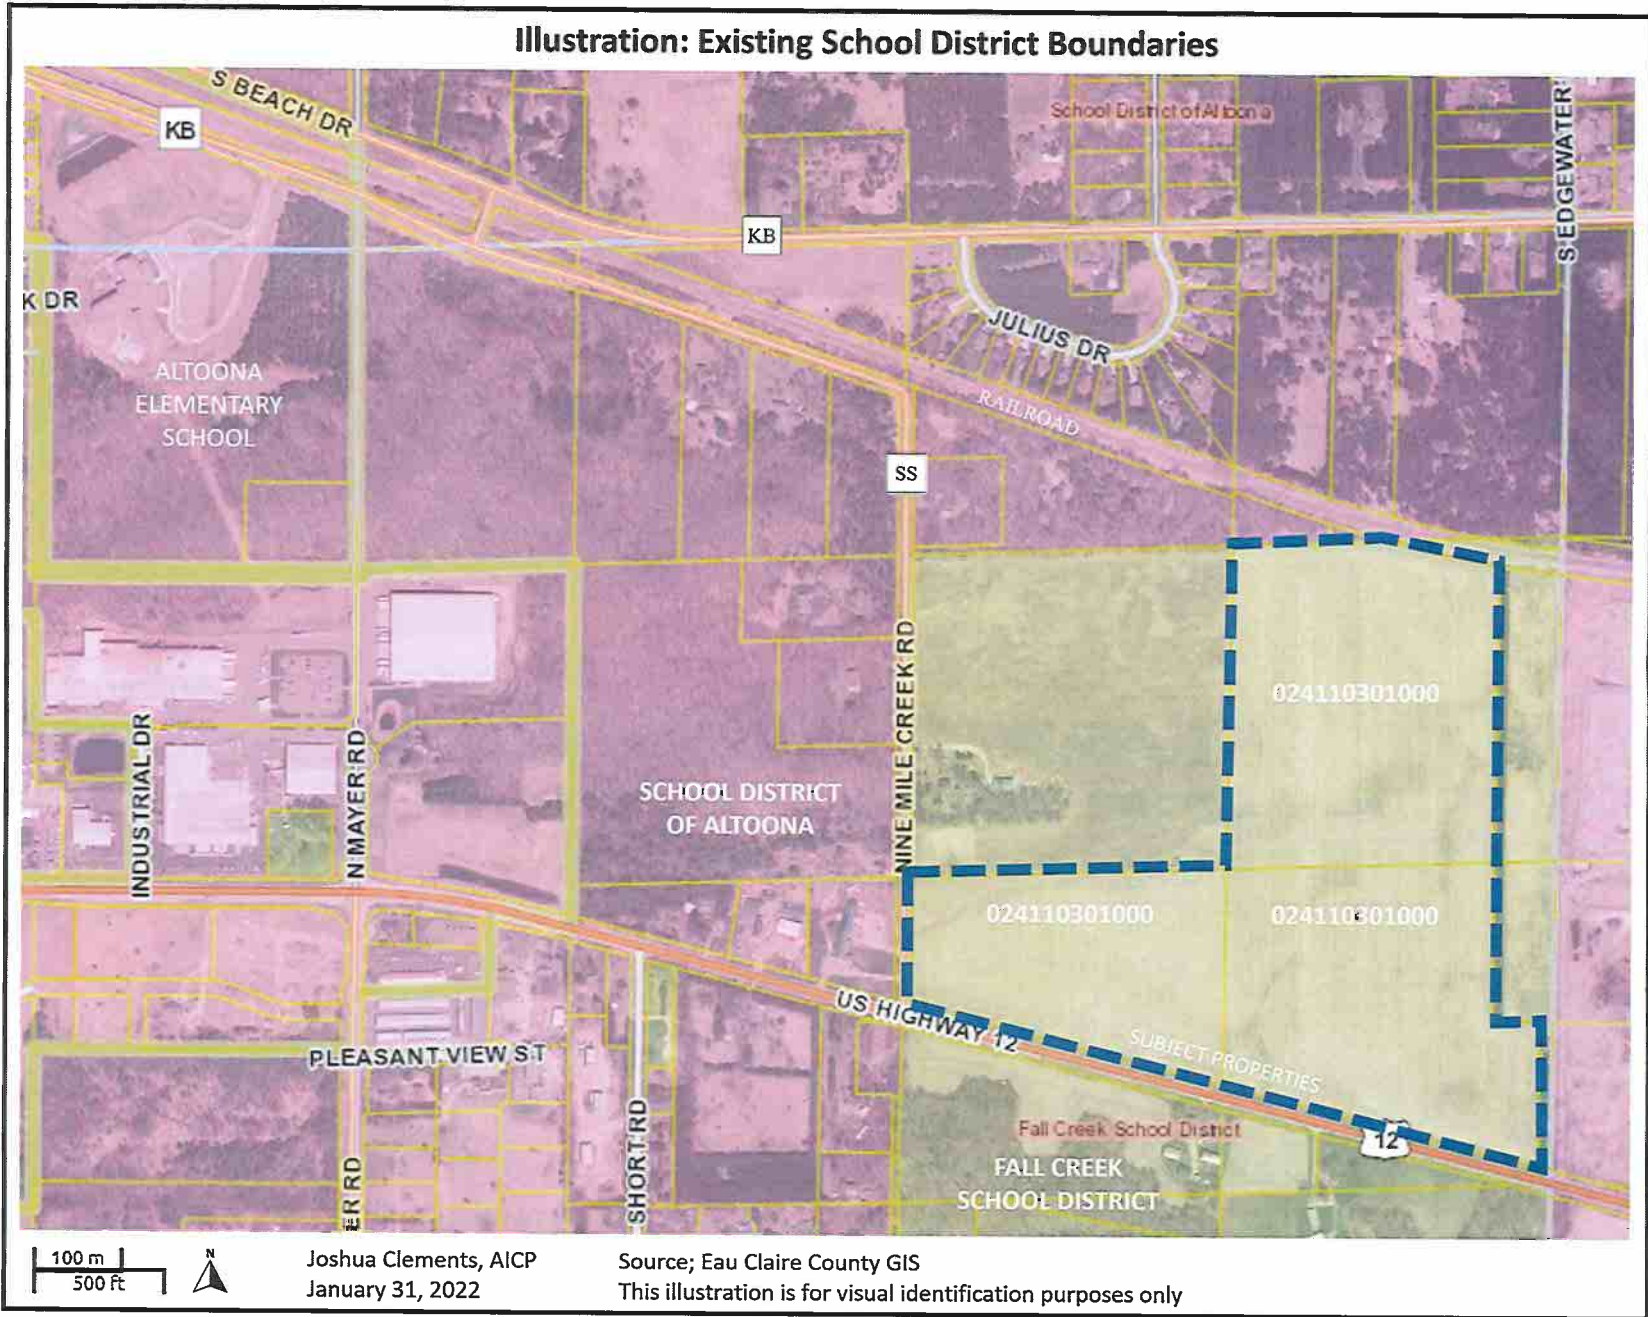 Illustration: Existing School District Boundaries
S BEACH DR
KB
School District of Altoona
S EDGEWATER
KB
K DR
JULIUS DR
ALTOONA
ELEMENTARY
SCHOOL
RAILROAD
SS
NINE MILE CREEK RD
024110301000
INDUSTRIAL DR
N MAYER RD
SCHOOL DISTRICT
OF ALTOONA
024110301000
024110301000
US HIGHWAY 12
SUBJECT PROPERTIES
PLEASANT VIEW ST
SHORT RD
Fall Creek School District
12
FALL CREEK
SCHOOL DISTRICT
ER RD
100 m
500 ft
N
Joshua Clements, AICP
January 31, 2022
Source; Eau Claire County GIS
This illustration is for visual identification purposes only